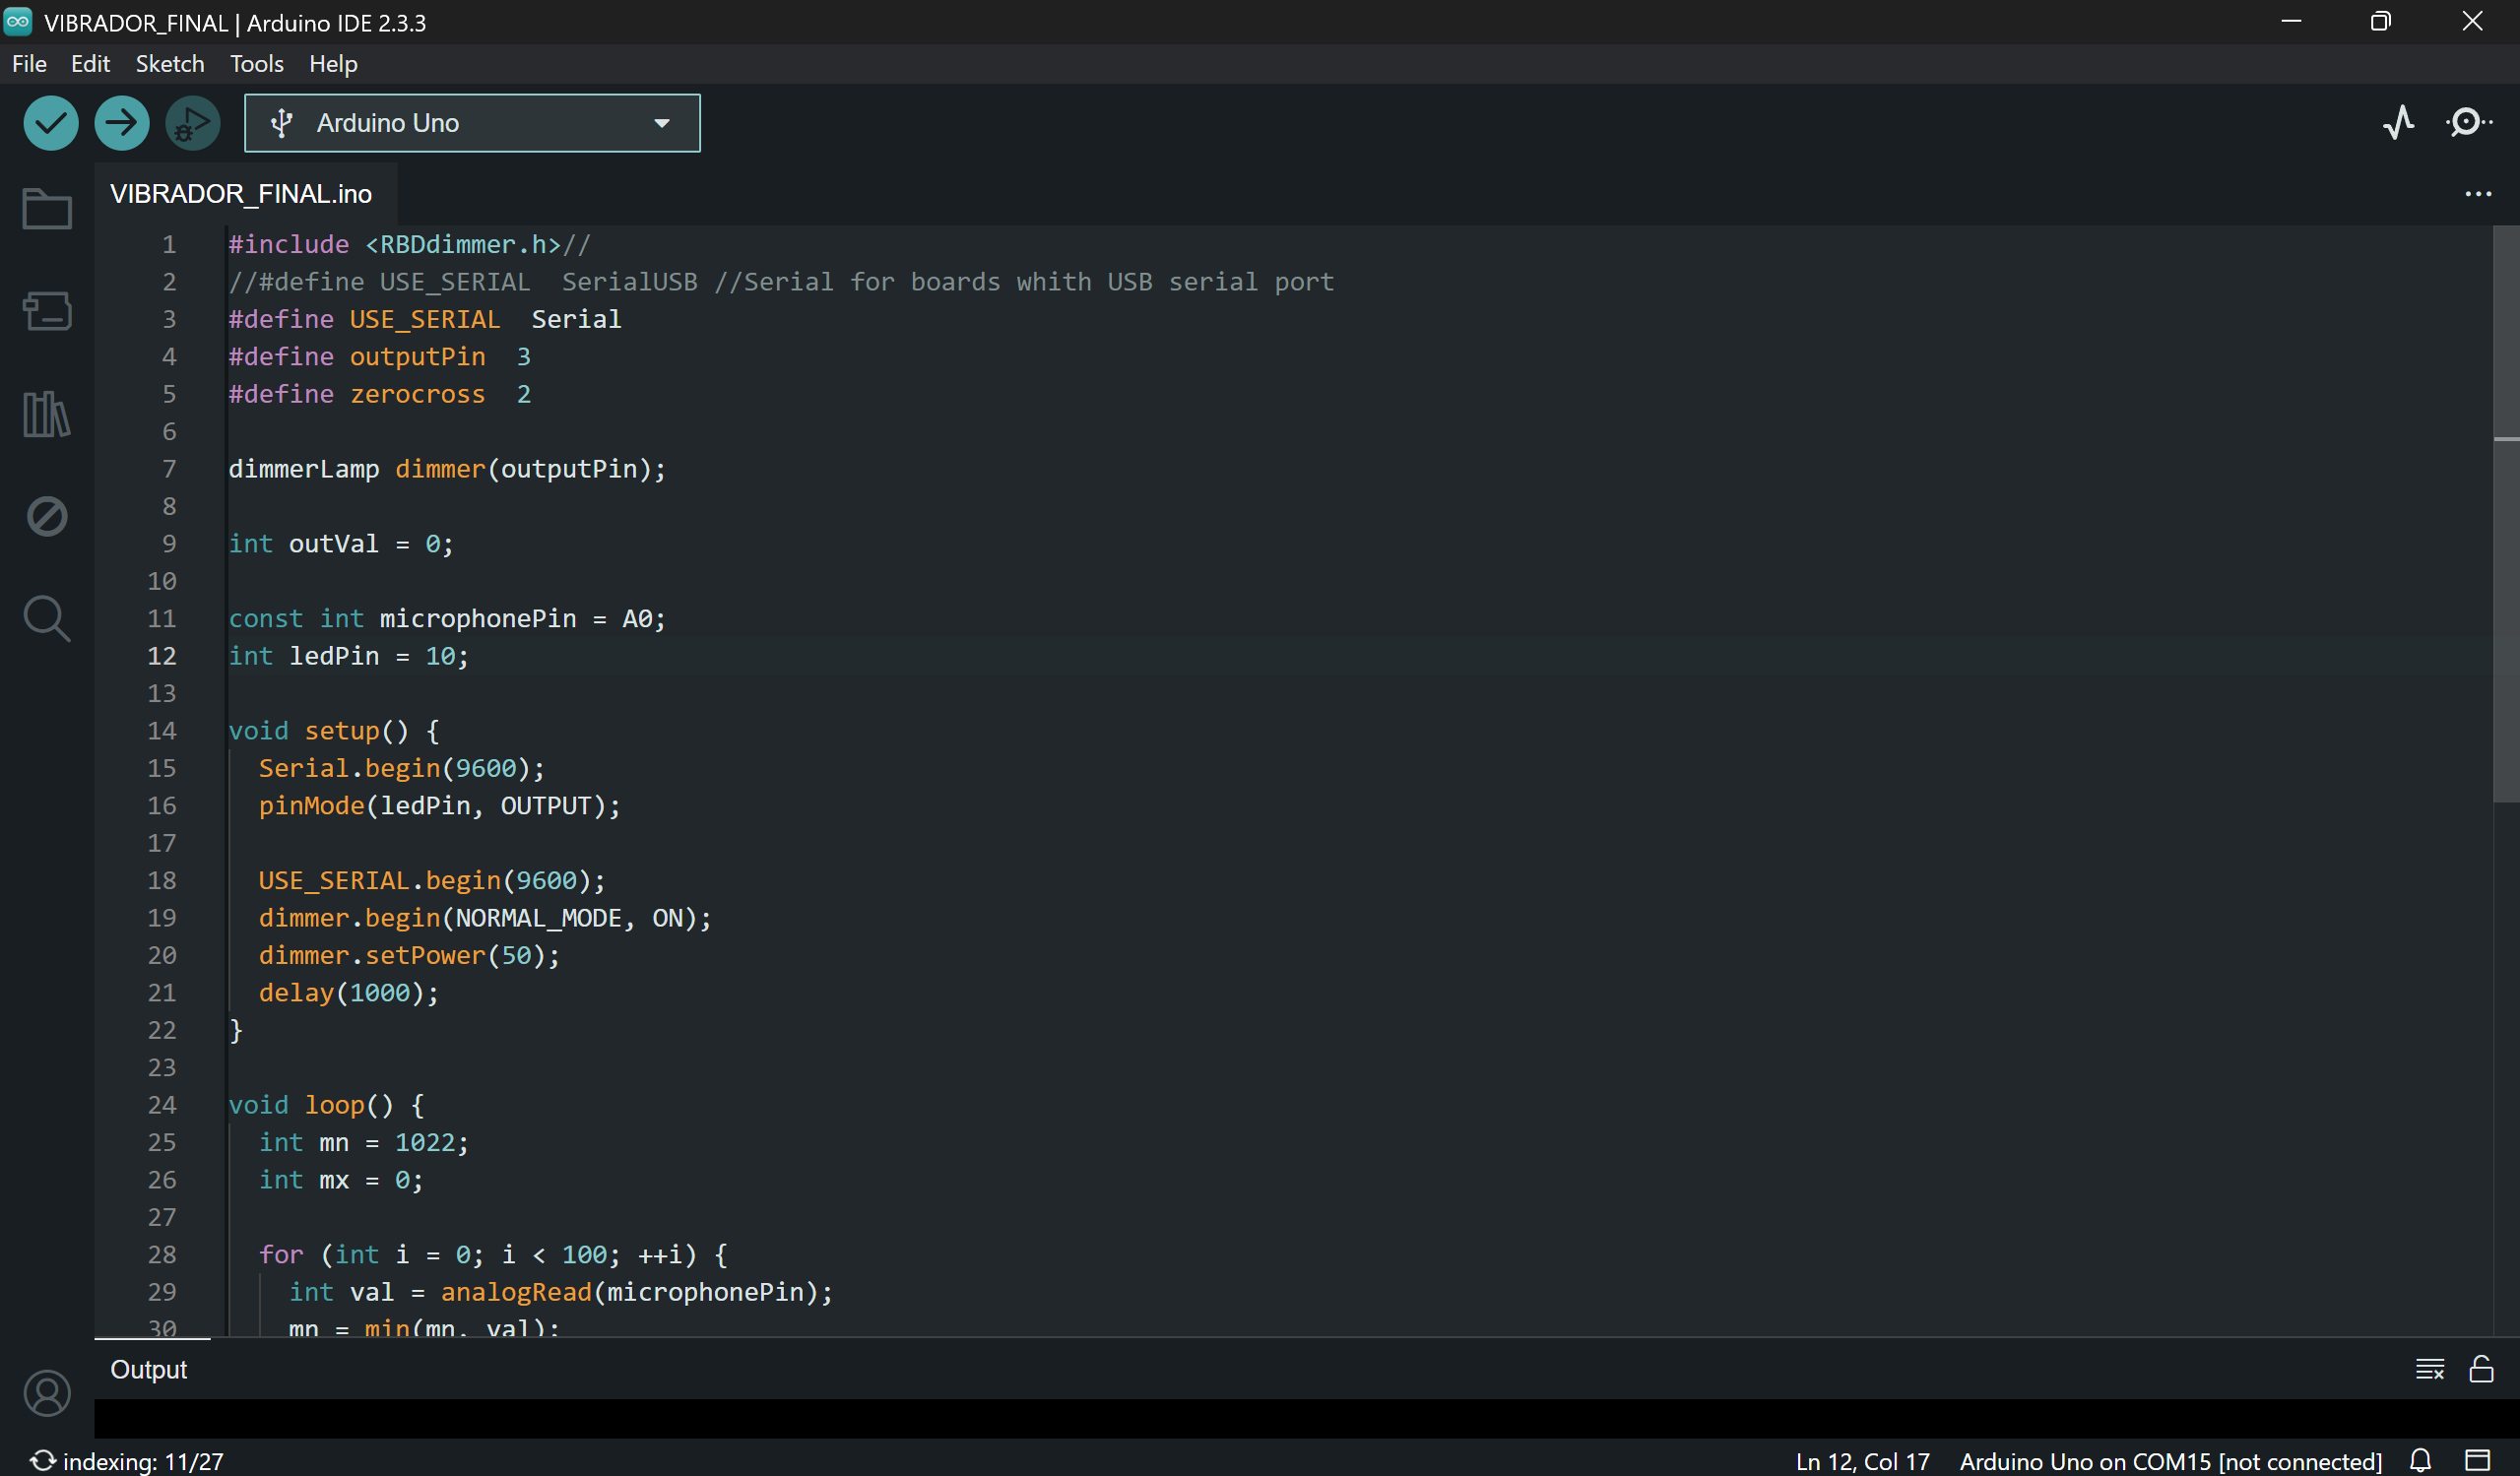 VIBRADOR_FINAL | Arduino IDE 2.3.3
File Edit Sketch Tools Help
Arduino Uno
VIBRADOR_FINAL.ino
1 #include <RBDdimmer.h>//
2 //#define USE_SERIAL  SerialUSB //Serial for boards whith USB serial port
3 #define USE_SERIAL  Serial
4 #define outputPin  3
5 #define zerocross  2
6
7 dimmerLamp dimmer(outputPin);
8
9 int outVal = 0;
10
11 const int microphonePin = A0;
12 int ledPin = 10;
13
14 void setup() {
15   Serial.begin(9600);
16   pinMode(ledPin, OUTPUT);
17
18   USE_SERIAL.begin(9600);
19   dimmer.begin(NORMAL_MODE, ON);
20   dimmer.setPower(50);
21   delay(1000);
22 }
23
24 void loop() {
25   int mn = 1022;
26   int mx = 0;
27
28   for (int i = 0; i < 100; ++i) {
29     int val = analogRead(microphonePin);
30     mn = min(mn, val);
Output
indexing: 11/27 Ln 12, Col 17 Arduino Uno on COM15 [not connected]